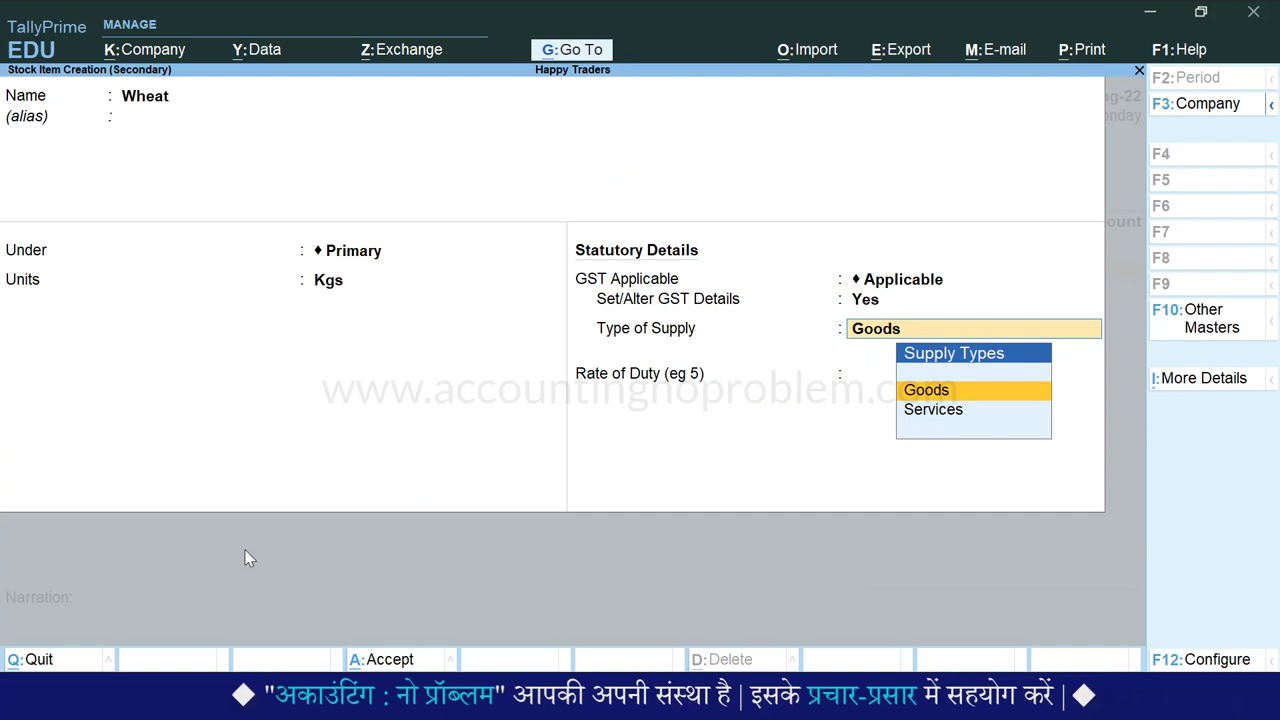 TallyPrime
EDU
MANAGE
K:Company
Y:Data
Z:Exchange
G:Go To
O:Import
E:Export
M:E-mail
P:Print
F1:Help
Stock Item Creation (Secondary)
Happy Traders
Name : Wheat
(alias) :
Under : ♦ Primary
Units : Kgs
Statutory Details
GST Applicable : ♦ Applicable
Set/Alter GST Details : Yes
Type of Supply : Goods
Supply Types
Goods
Services
Rate of Duty (eg 5) :
www.accountingnoproblem.com
ug-22
nday
ount
Narration:
F2:Period
F3:Company
F4
F5
F6
F7
F8
F9
F10:Other
Masters
I:More Details
Q:Quit
A:Accept
D:Delete
F12:Configure
◆ "अकाउंटिंग : नो प्रॉब्लम" आपकी अपनी संस्था है | इसके प्रचार-प्रसार में सहयोग करें | ◆